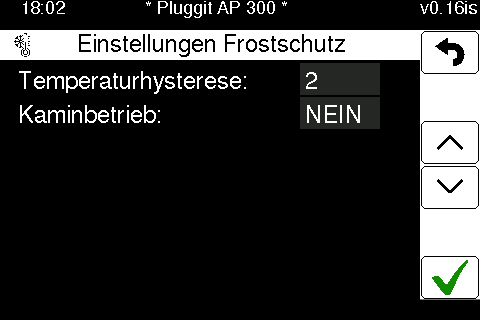 18:02 * Pluggit AP 300 * v0.16is
Einstellungen Frostschutz
Temperaturhysterese: 2
Kaminbetrieb: NEIN